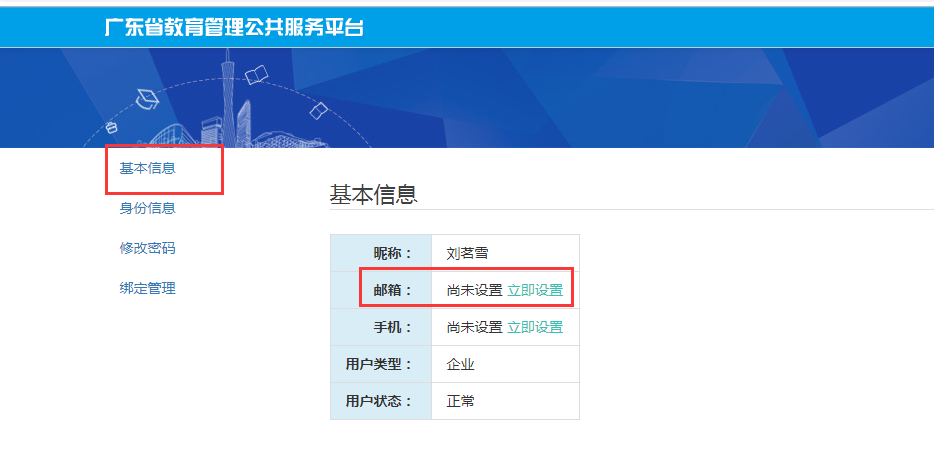 广东省教育管理公共服务平台
基本信息
身份信息
修改密码
绑定管理
基本信息
昵称： 刘茗雪
邮箱： 尚未设置 立即设置
手机： 尚未设置 立即设置
用户类型： 企业
用户状态： 正常